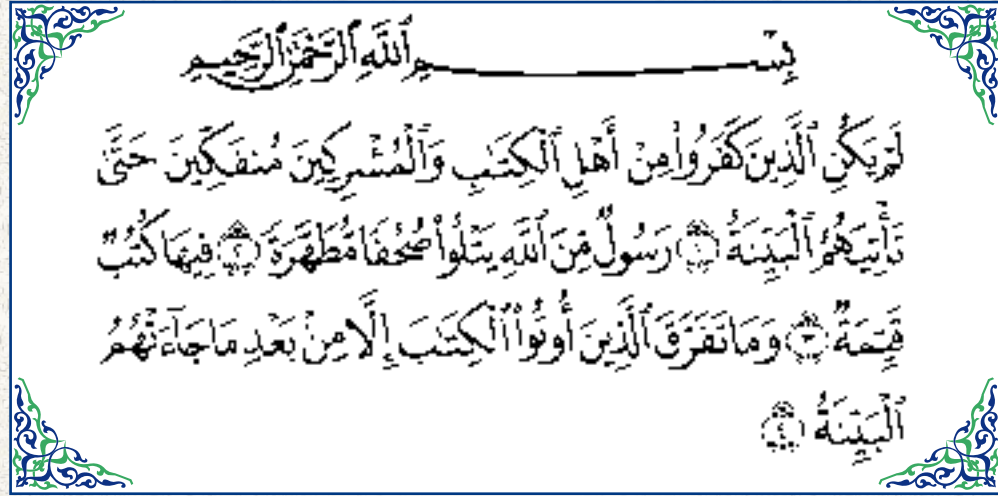 بِسْمِ ٱللَّهِ ٱلرَّحْمَٰنِ ٱلرَّحِيمِ
لَمْ يَكُنِ ٱلَّذِينَ كَفَرُوا۟ مِنْ أَهْلِ ٱلْكِتَٰبِ وَٱلْمُشْرِكِينَ مُنفَكِّينَ حَتَّىٰ
تَأْتِيَهُمُ ٱلْبَيِّنَةُ ١ رَسُولٌ مِّنَ ٱللَّهِ يَتْلُوا۟ صُحُفًا مُّطَهَّرَةً ٢ فِيهَا كُتُبٌ
قَيِّمَةٌ ٣ وَمَا تَفَرَّقَ ٱلَّذِينَ أُوتُوا۟ ٱلْكِتَٰبَ إِلَّا مِنۢ بَعْدِ مَا جَآءَتْهُمُ
ٱلْبَيِّنَةُ ٤